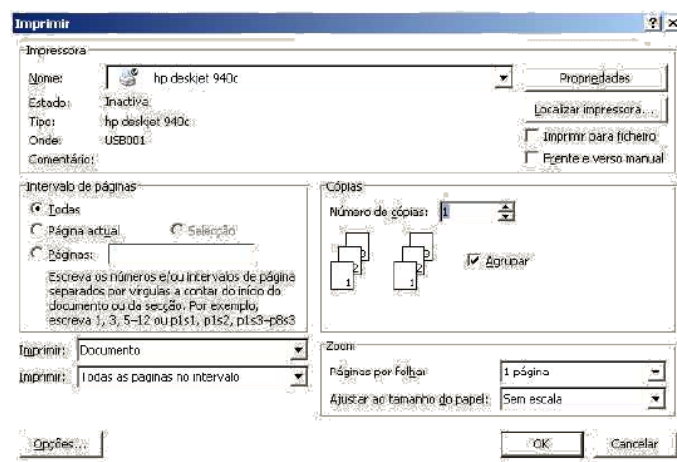 Imprimir
Impressora
Nome: hp deskjet 940c
Propriedades
Estado: Inactiva
Localizar impressora...
Tipo: hp deskjet 940c
Onde: USB001
Imprimir para ficheiro
Comentário:
Frente e verso manual
Intervalo de páginas
Todas
Página actual Selecção
Páginas:
Escreva os números e/ou intervalos de página
separados por vírgulas a contar do início do
documento ou da secção. Por exemplo,
escreva 1, 3, 5-12 ou p1s1, p1s2, p1s3-p8s3
Cópias
Número de cópias: 1
Agrupar
Imprimir: Documento
Imprimir: Todas as páginas no intervalo
Zoom
Páginas por folha: 1 página
Ajustar ao tamanho do papel: Sem escala
Opções...
OK Cancelar